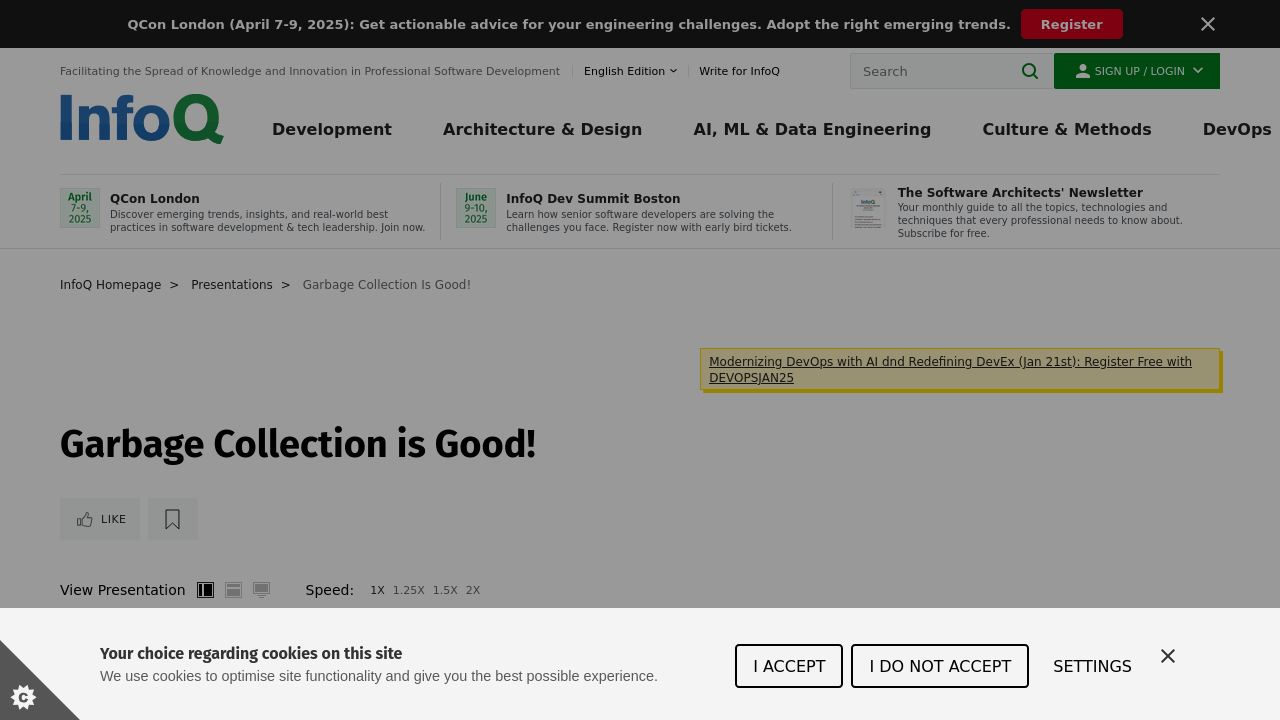 QCon London (April 7-9, 2025): Get actionable advice for your engineering challenges. Adopt the right emerging trends. Register
Facilitating the Spread of Knowledge and Innovation in Professional Software Development
English Edition
Write for InfoQ
Search
SIGN UP / LOGIN
InfoQ
Development
Architecture & Design
AI, ML & Data Engineering
Culture & Methods
DevOps
April
7-9,
2025
QCon London
Discover emerging trends, insights, and real-world best
practices in software development & tech leadership. Join now.
June
9-10,
2025
InfoQ Dev Summit Boston
Learn how senior software developers are solving the
challenges you face. Register now with early bird tickets.
InfoQ
The Software Architects' Newsletter
Your monthly guide to all the topics, technologies and
techniques that every professional needs to know about.
Subscribe for free.
InfoQ Homepage > Presentations > Garbage Collection Is Good!
Modernizing DevOps with AI dnd Redefining DevEx (Jan 21st): Register Free with
DEVOPSJAN25
Garbage Collection is Good!
LIKE
View Presentation
Speed: 1X 1.25X 1.5X 2X
Your choice regarding cookies on this site
We use cookies to optimise site functionality and give you the best possible experience.
I ACCEPT
I DO NOT ACCEPT
SETTINGS
C